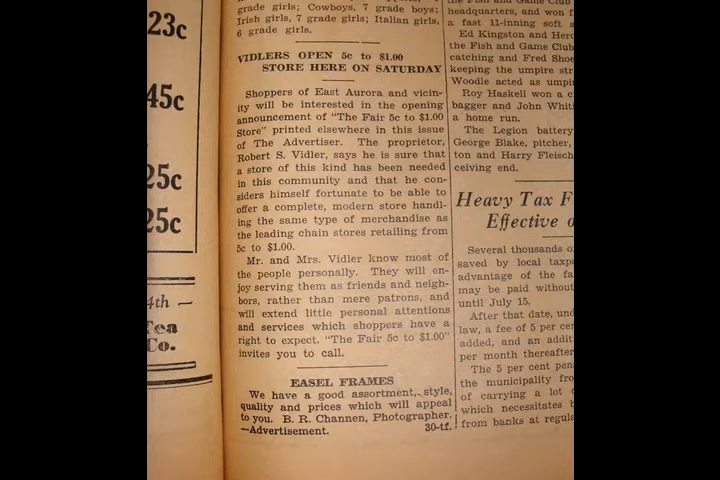 23c
45c
25c
25c
4th —
Tea
Co.
grade girls; Cowboys, 7 grade boys;
Irish girls, 7 grade girls; Italian girls,
6 grade girls.
VIDLERS OPEN 5c to $1.00
STORE HERE ON SATURDAY
Shoppers of East Aurora and vicin-
ity will be interested in the opening
announcement of "The Fair 5c to $1.00
Store" printed elsewhere in this issue
of The Advertiser. The proprietor,
Robert S. Vidler, says he is sure that
a store of this kind has been needed
in this community and that he con-
siders himself fortunate to be able to
offer a complete, modern store handl-
ing the same type of merchandise as
the leading chain stores retailing from
5c to $1.00.
Mr. and Mrs. Vidler know most of
the people personally. They will en-
joy serving them as friends and neigh-
bors, rather than mere patrons, and
will extend little personal attentions
and services which shoppers have a
right to expect. "The Fair 5c to $1.00"
invites you to call.
EASEL FRAMES
We have a good assortment, style,
quality and prices which will appeal
to you. B. R. Channen, Photographer.
—Advertisement. 30-tf.
the Fish and Game Club
headquarters, and won f
a fast 11-inning soft s
Ed Kingston and Hero
the Fish and Game Club
catching and Fred Shoe
keeping the umpire str
Woodle acted as umpi
Roy Haskell won a c
bagger and John Whit
a home run.
The Legion battery
George Blake, pitcher,
ton and Harry Fleisch
ceiving end.
Heavy Tax F
Effective o
Several thousands o
saved by local taxpa
advantage of the fa
may be paid without
until July 15.
After that date, und
law, a fee of 5 per cen
added, and an addit
per month thereafter
The 5 per cent pen
the municipality fro
of carrying a lot o
which necessitates b
from banks at regula